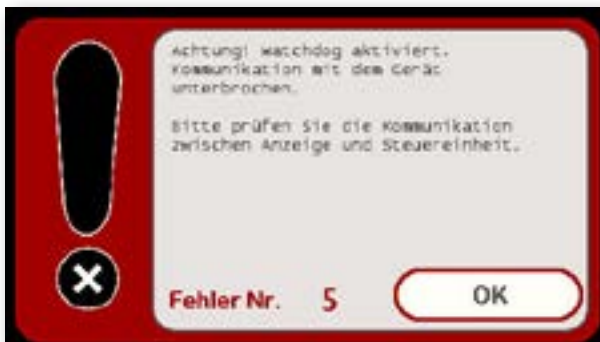 Achtung! Watchdog aktiviert.
Kommunikation mit dem Gerät
unterbrochen.
Bitte prüfen Sie die Kommunikation
zwischen Anzeige und Steuereinheit.
Fehler Nr. 5
OK